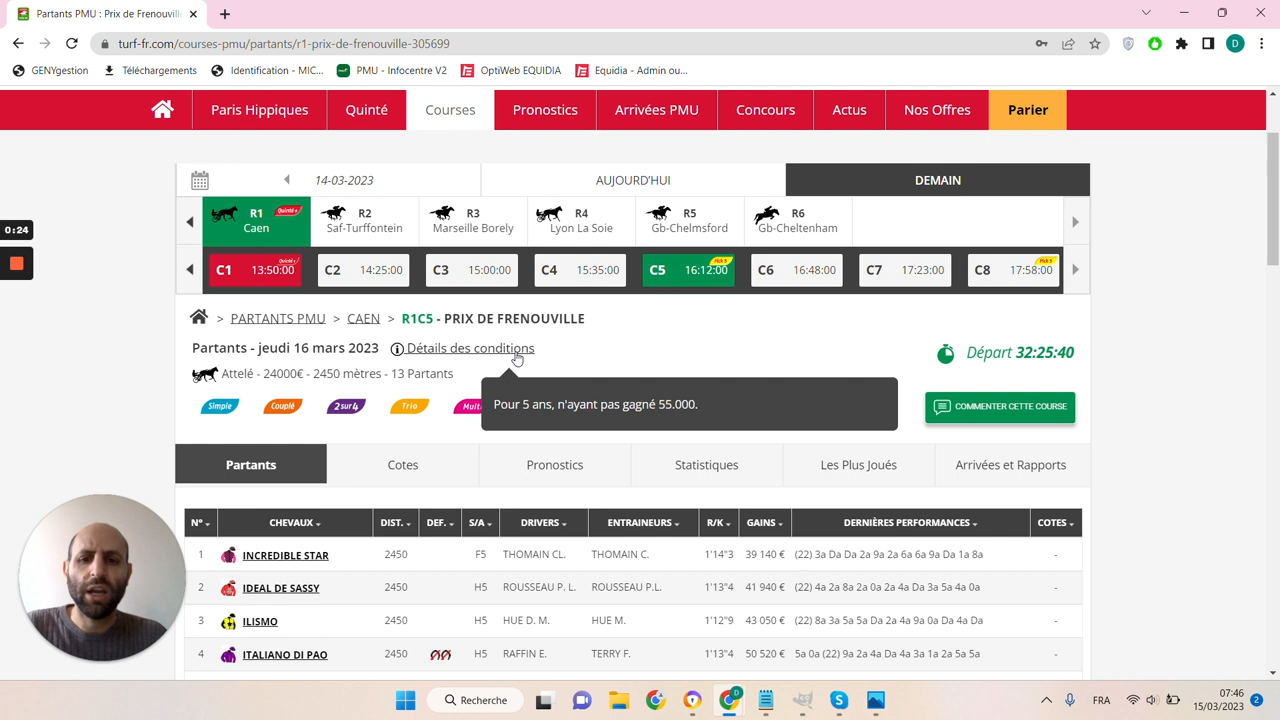 Partants PMU : Prix de Frenouvill
turf-fr.com/courses-pmu/partants/r1-prix-de-frenouville-305699
D
GENYgestion Téléchargements Identification - MIC... PMU - Infocentre V2 OptiWeb EQUIDIA Equidia - Admin ou...
Paris Hippiques Quinté Courses Pronostics Arrivées PMU Concours Actus Nos Offres Parier
14-03-2023 AUJOURD'HUI DEMAIN
R1 Quinté+ R2 R3 R4 R5 R6
Caen Saf-Turffontein Marseille Borely Lyon La Soie Gb-Chelmsford Gb-Cheltenham
0:24
C1 13:50:00 Quinté+ C2 14:25:00 C3 15:00:00 C4 15:35:00 C5 16:12:00 Pick 5 C6 16:48:00 C7 17:23:00 C8 17:58:00 Pick 5
> PARTANTS PMU > CAEN > R1C5 - PRIX DE FRENOUVILLE
Partants - jeudi 16 mars 2023 Détails des conditions
Départ 32:25:40
Attelé - 24000€ - 2450 mètres - 13 Partants
Pour 5 ans, n'ayant pas gagné 55.000.
Simple Couplé 2sur4 Trio Mult
COMMENTER CETTE COURSE
Partants Cotes Pronostics Statistiques Les Plus Joués Arrivées et Rapports
N° CHEVAUX DIST. DEF. S/A DRIVERS ENTRAINEURS R/K GAINS DERNIÈRES PERFORMANCES COTES
1 INCREDIBLE STAR 2450 F5 THOMAIN CL. THOMAIN C. 1'14"3 39 140 € (22) 3a Da Da 2a 9a 2a 6a 6a 9a Da 1a 8a -
2 IDEAL DE SASSY 2450 H5 ROUSSEAU P. L. ROUSSEAU P.L. 1'13"4 41 940 € (22) 4a 2a 8a 2a 0a 2a 4a Da 3a 5a 4a 0a -
3 ILISMO 2450 H5 HUE D. M. HUE M. 1'12"9 43 050 € (22) 8a 3a 5a 5a Da 2a 4a 9a 0a Da 4a Da -
4 ITALIANO DI PAO 2450 H5 RAFFIN E. TERRY F. 1'13"4 50 520 € 5a 0a (22) 9a 2a 4a Da 4a 3a 1a 2a 5a 5a -
Recherche
FRA
07:46
15/03/2023
2